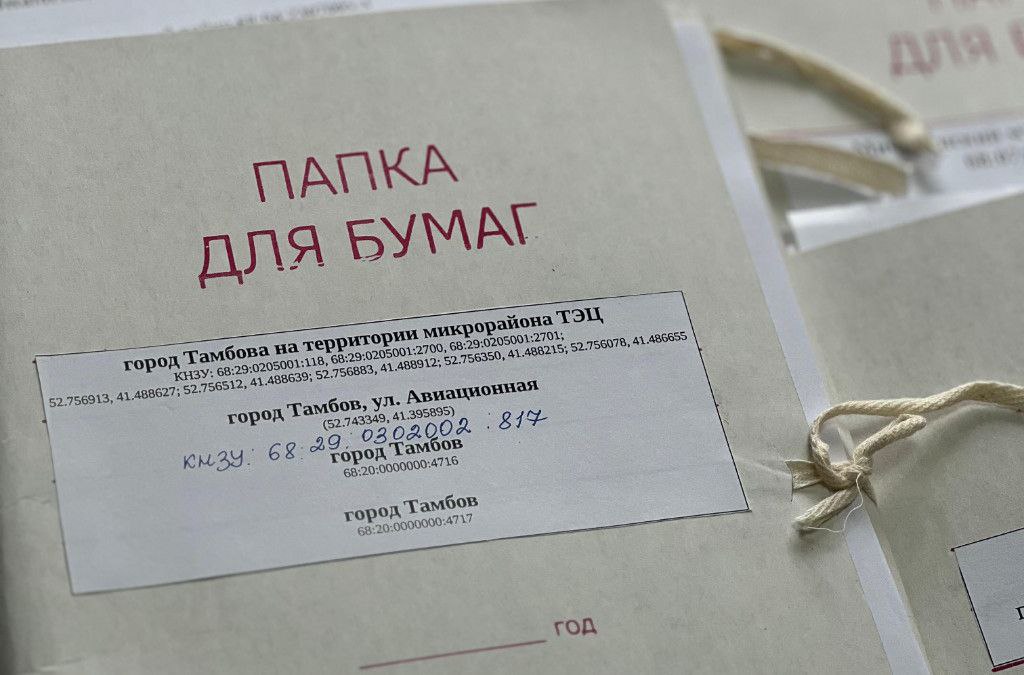 ПАПКА
ДЛЯ БУМАГ
город Тамбова на территории микрорайона ТЭЦ
КНЗУ: 68:29:0205001:118, 68:29:0205001:2700, 68:29:0205001:2701;
52.756913, 41.488627; 52.756512, 41.488639; 52.756883, 41.488912; 52.756350, 41.488215; 52.756078, 41.486655
город Тамбов, ул. Авиационная
(52.743349, 41.395895)
кнзу: 68:29:0302002:817
город Тамбов
68:20:0000000:4716
город Тамбов
68:20:0000000:4717
год
ДЛЯ